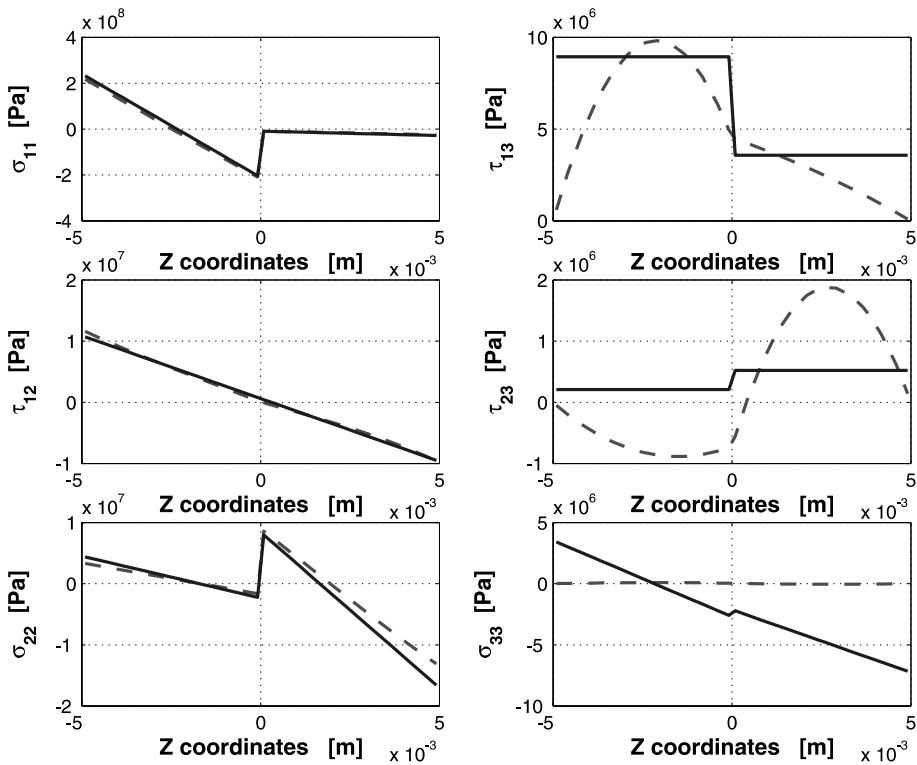 x 10^8
4
2
0
-2
-4
σ11 [Pa]
-5
0
5
Z coordinates [m]
x 10^-3
x 10^6
10
5
0
τ13 [Pa]
-5
0
5
Z coordinates [m]
x 10^-3
x 10^7
2
1
0
-1
τ12 [Pa]
-5
0
5
Z coordinates [m]
x 10^-3
x 10^6
2
1
0
-1
τ23 [Pa]
-5
0
5
Z coordinates [m]
x 10^-3
x 10^7
1
0
-1
-2
σ22 [Pa]
-5
0
5
Z coordinates [m]
x 10^-3
x 10^6
5
0
-5
-10
σ33 [Pa]
-5
0
5
Z coordinates [m]
x 10^-3